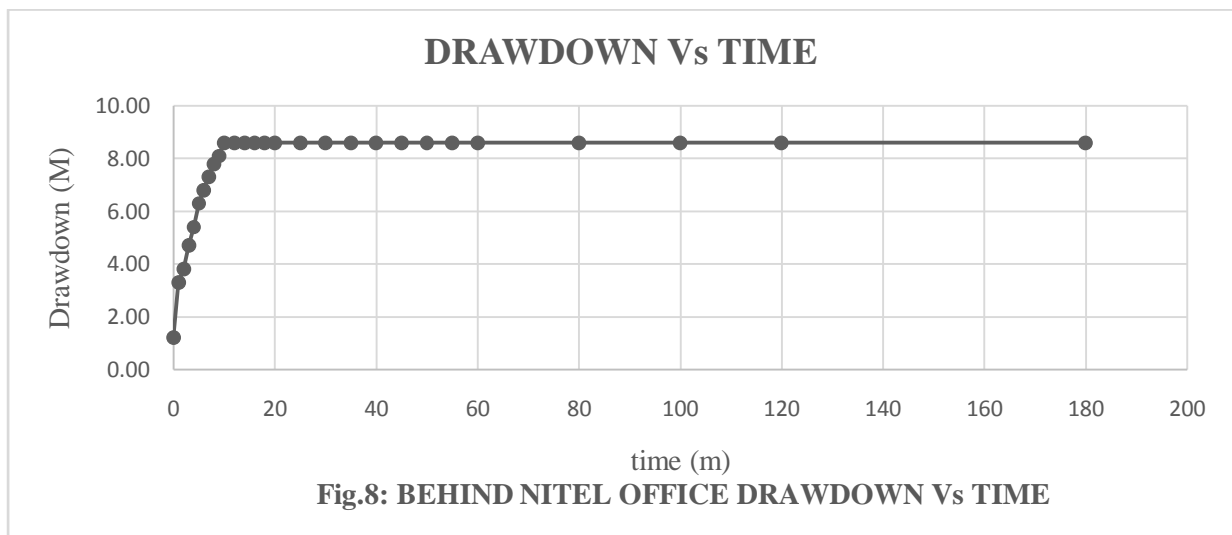 DRAWDOWN Vs TIME
10.00
8.00
6.00
4.00
2.00
0.00
Drawdown (M)
0 20 40 60 80 100 120 140 160 180 200
time (m)
Fig.8: BEHIND NITEL OFFICE DRAWDOWN Vs TIME